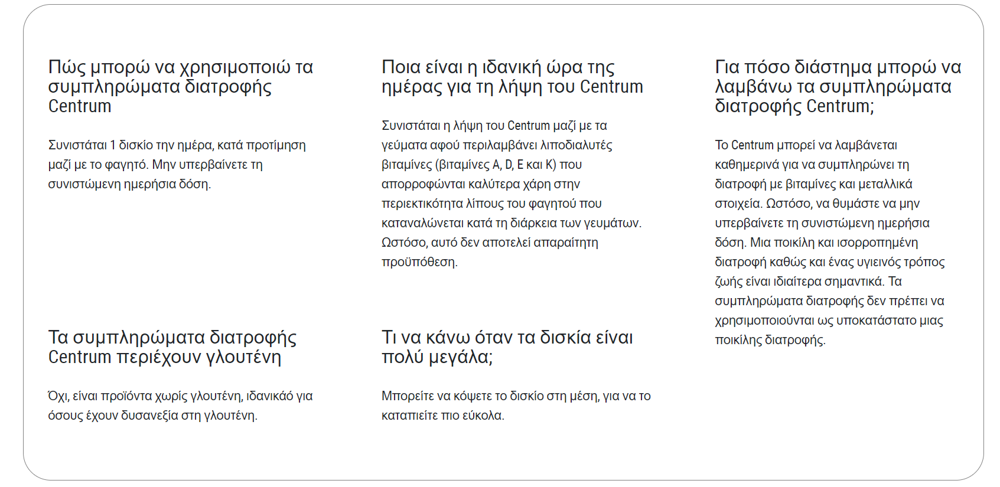 Πώς μπορώ να χρησιμοποιώ τα
συμπληρώματα διατροφής
Centrum
Συνιστάται 1 δισκίο την ημέρα, κατά προτίμηση
μαζί με το φαγητό. Μην υπερβαίνετε τη
συνιστώμενη ημερήσια δόση.
Ποια είναι η ιδανική ώρα της
ημέρας για τη λήψη του Centrum
Συνιστάται η λήψη του Centrum μαζί με τα
γεύματα αφού περιλαμβάνει λιποδιαλυτές
βιταμίνες (βιταμίνες A, D, E και K) που
απορροφώνται καλύτερα χάρη στην
περιεκτικότητα λίπους του φαγητού που
καταναλώνεται κατά τη διάρκεια των γευμάτων.
Ωστόσο, αυτό δεν αποτελεί απαραίτητη
προϋπόθεση.
Για πόσο διάστημα μπορώ να
λαμβάνω τα συμπληρώματα
διατροφής Centrum;
Το Centrum μπορεί να λαμβάνεται
καθημερινά για να συμπληρώνει τη
διατροφή με βιταμίνες και μεταλλικά
στοιχεία. Ωστόσο, να θυμάστε να μην
υπερβαίνετε τη συνιστώμενη ημερήσια
δόση. Μια ποικίλη και ισορροπημένη
διατροφή καθώς και ένας υγιεινός τρόπος
ζωής είναι ιδιαίτερα σημαντικά. Τα
συμπληρώματα διατροφής δεν πρέπει να
χρησιμοποιούνται ως υποκατάστατο μιας
ποικίλης διατροφής.
Τα συμπληρώματα διατροφής
Centrum περιέχουν γλουτένη
Όχι, είναι προϊόντα χωρίς γλουτένη, ιδανικάό για
όσους έχουν δυσανεξία στη γλουτένη.
Τι να κάνω όταν τα δισκία είναι
πολύ μεγάλα;
Μπορείτε να κόψετε το δισκίο στη μέση, για να το
καταπιείτε πιο εύκολα.